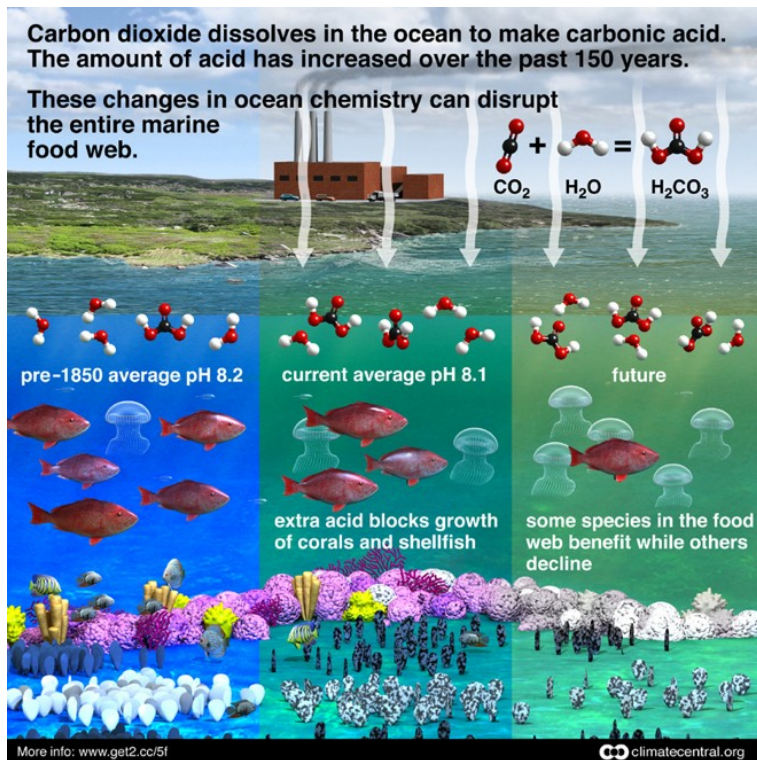 Carbon dioxide dissolves in the ocean to make carbonic acid.
The amount of acid has increased over the past 150 years.
These changes in ocean chemistry can disrupt
the entire marine
food web.
+ =
CO₂ H₂O H₂CO₃
pre-1850 average pH 8.2
current average pH 8.1
future
extra acid blocks growth
of corals and shellfish
some species in the food
web benefit while others
decline
More info: www.get2.cc/5f
climatecentral.org